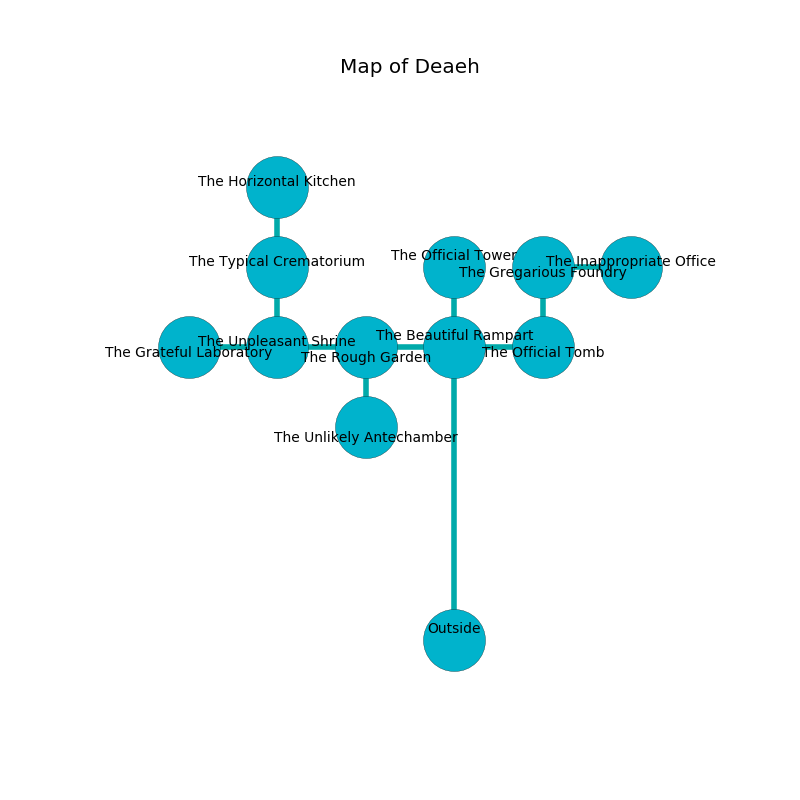 Map of Deaeh
The Horizontal Kitchen
The Official Tower
The Typical Crematorium
The Inappropriate Office
The Gregarious Foundry
The Beautiful Rampart
The Unpleasant Shrine
The Grateful Laboratory
The Official Tomb
The Rough Garden
The Unlikely Antechamber
Outside